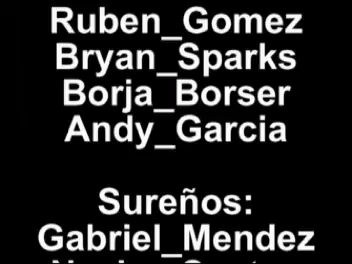 Ruben_Gomez
Bryan_Sparks
Borja_Borser
Andy_Garcia
Sureños:
Gabriel_Mendez